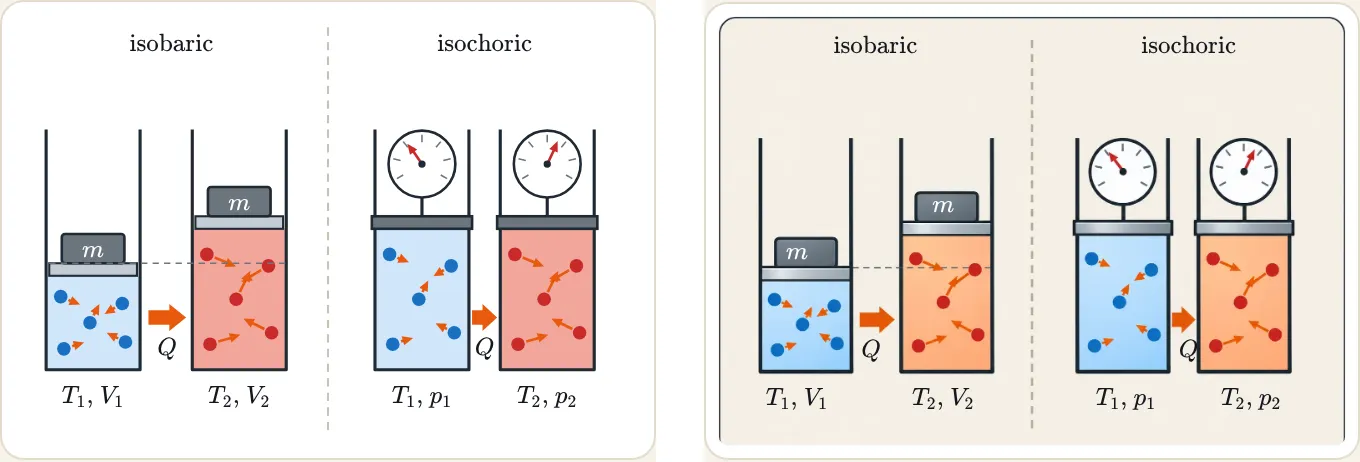 isobaric
isochoric
m
m
Q
Q
T₁, V₁
T₂, V₂
T₁, p₁
T₂, p₂
isobaric
isochoric
m
m
Q
Q
T₁, V₁
T₂, V₂
T₁, p₁
T₂, p₂